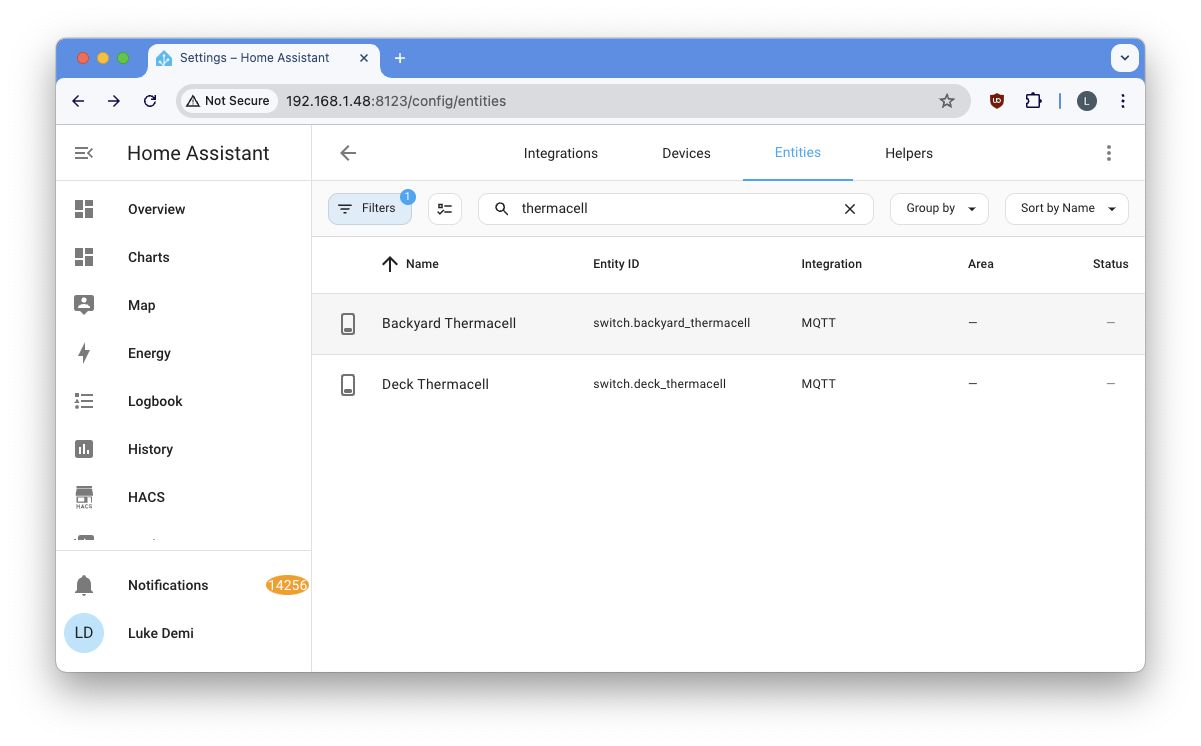 Settings – Home Assistant
Not Secure 192.168.1.48:8123/config/entities
L
Home Assistant
Integrations Devices Entities Helpers
Overview
Charts
Map
Energy
Logbook
History
HACS
HACS
Notifications 14256
LD Luke Demi
Filters 1 thermacell Group by Sort by Name
Name Entity ID Integration Area Status
Backyard Thermacell switch.backyard_thermacell MQTT — —
Deck Thermacell switch.deck_thermacell MQTT — —